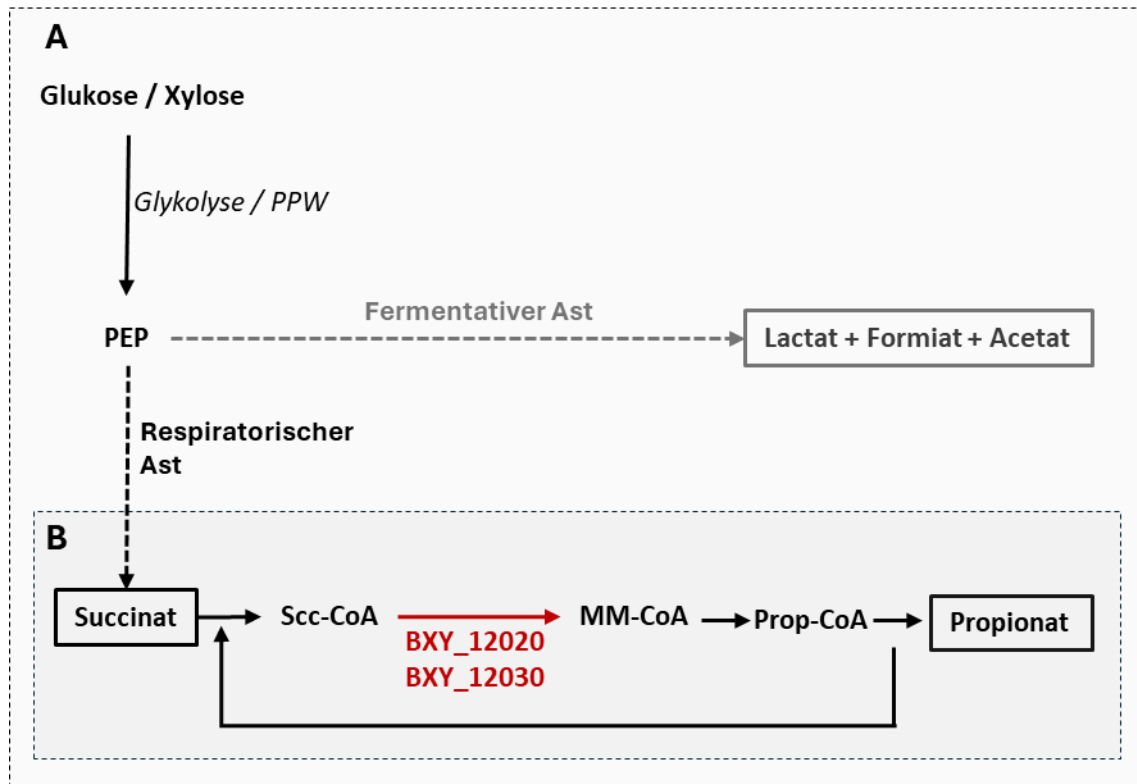 A
Glukose / Xylose
Glykolyse / PPW
Fermentativer Ast
PEP
Lactat + Formiat + Acetat
Respiratorischer
Ast
B
Succinat
Scc-CoA
MM-CoA
Prop-CoA
Propionat
BXY_12020
BXY_12030